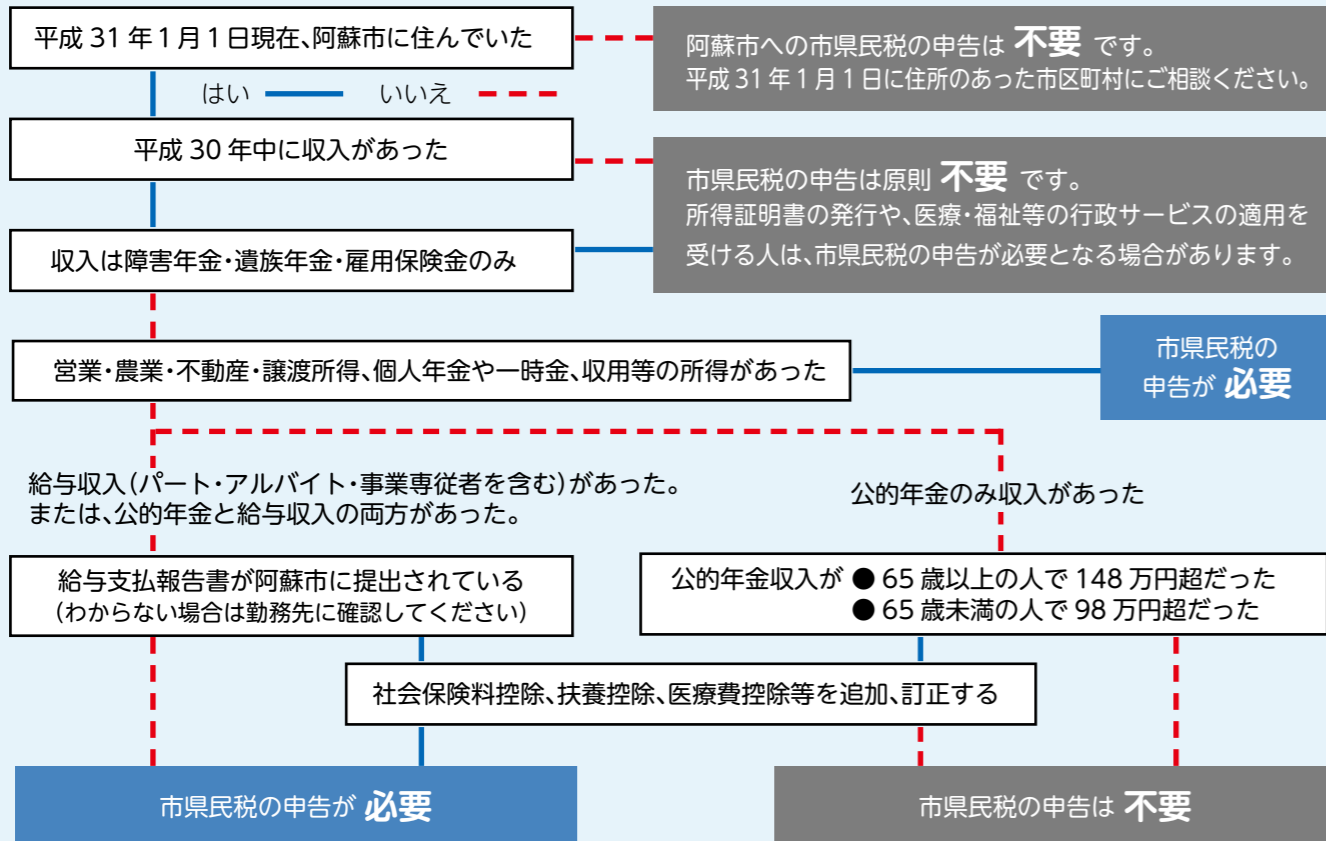 平成 31 年 1 月 1 日現在、阿蘇市に住んでいた
阿蘇市への市県民税の申告は 不要 です。
平成 31 年 1 月 1 日に住所のあった市区町村にご相談ください。
はい いいえ
平成 30 年中に収入があった
市県民税の申告は原則 不要 です。
所得証明書の発行や、医療・福祉等の行政サービスの適用を
受ける人は、市県民税の申告が必要となる場合があります。
収入は障害年金・遺族年金・雇用保険金のみ
営業・農業・不動産・譲渡所得、個人年金や一時金、収用等の所得があった
市県民税の
申告が 必要
給与収入(パート・アルバイト・事業専従者を含む)があった。
または、公的年金と給与収入の両方があった。
公的年金のみ収入があった
給与支払報告書が阿蘇市に提出されている
(わからない場合は勤務先に確認してください)
公的年金収入が ● 65 歳以上の人で 148 万円超だった
● 65 歳未満の人で 98 万円超だった
社会保険料控除、扶養控除、医療費控除等を追加、訂正する
市県民税の申告が 必要
市県民税の申告は 不要